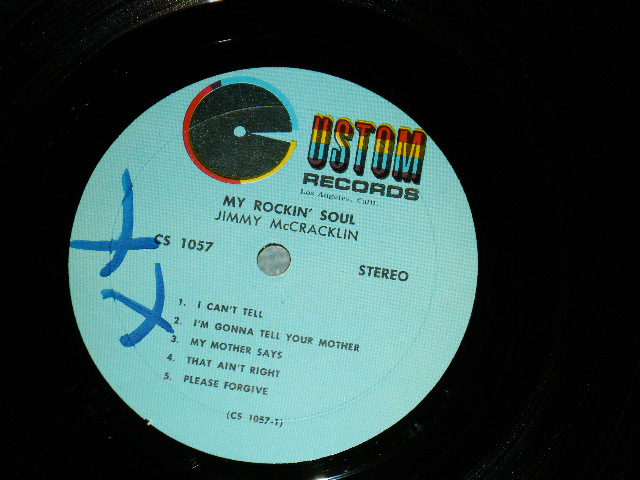 CUSTOM
RECORDS
Los Angeles, Calif.
MY ROCKIN' SOUL
JIMMY McCRACKLIN
CS 1057
STEREO
1. I CAN'T TELL
2. I'M GONNA TELL YOUR MOTHER
3. MY MOTHER SAYS
4. THAT AIN'T RIGHT
5. PLEASE FORGIVE
(CS 1057-1)